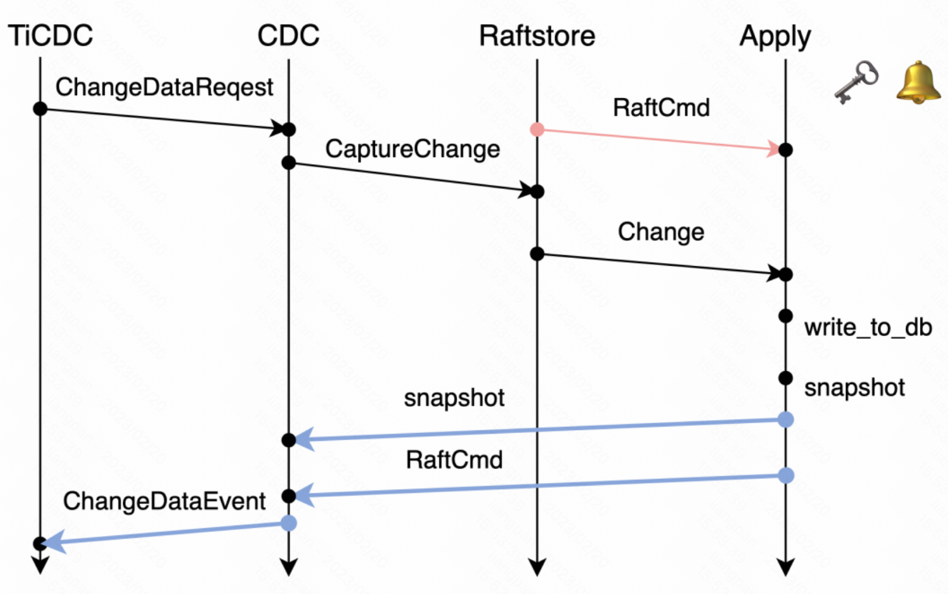 TiCDC CDC Raftstore Apply
ChangeDataReqest
RaftCmd
CaptureChange
Change
write_to_db
snapshot
snapshot
RaftCmd
ChangeDataEvent